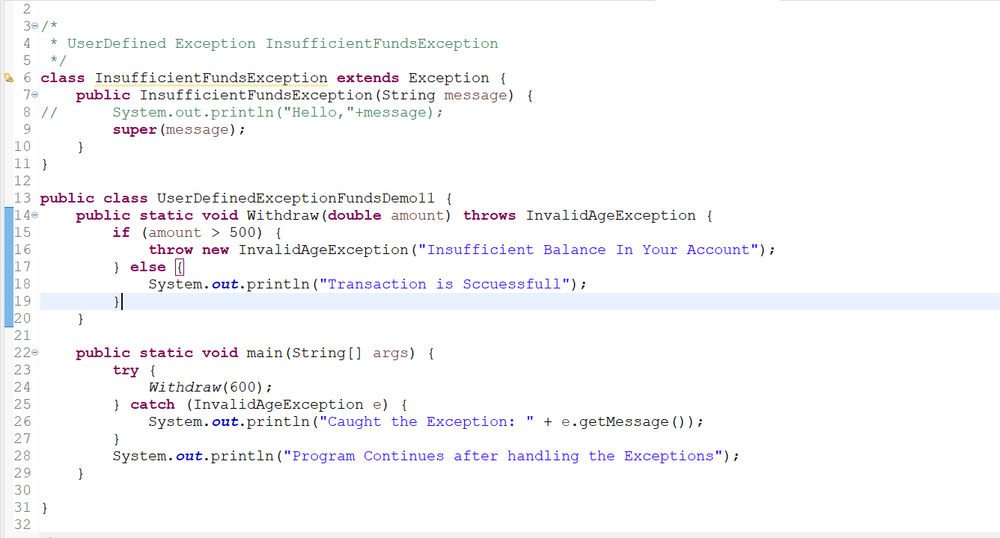 2
3 /*
4  * UserDefined Exception InsufficientFundsException
5  */
6 class InsufficientFundsException extends Exception {
7     public InsufficientFundsException(String message) {
8 //      System.out.println("Hello,"+message);
9         super(message);
10     }
11 }
12
13 public class UserDefinedExceptionFundsDemo11 {
14     public static void Withdraw(double amount) throws InvalidAgeException {
15         if (amount > 500) {
16             throw new InvalidAgeException("Insufficient Balance In Your Account");
17         } else {
18             System.out.println("Transaction is Sccuessfull");
19         }
20     }
21
22     public static void main(String[] args) {
23         try {
24             Withdraw(600);
25         } catch (InvalidAgeException e) {
26             System.out.println("Caught the Exception: " + e.getMessage());
27         }
28         System.out.println("Program Continues after handling the Exceptions");
29     }
30
31 }
32